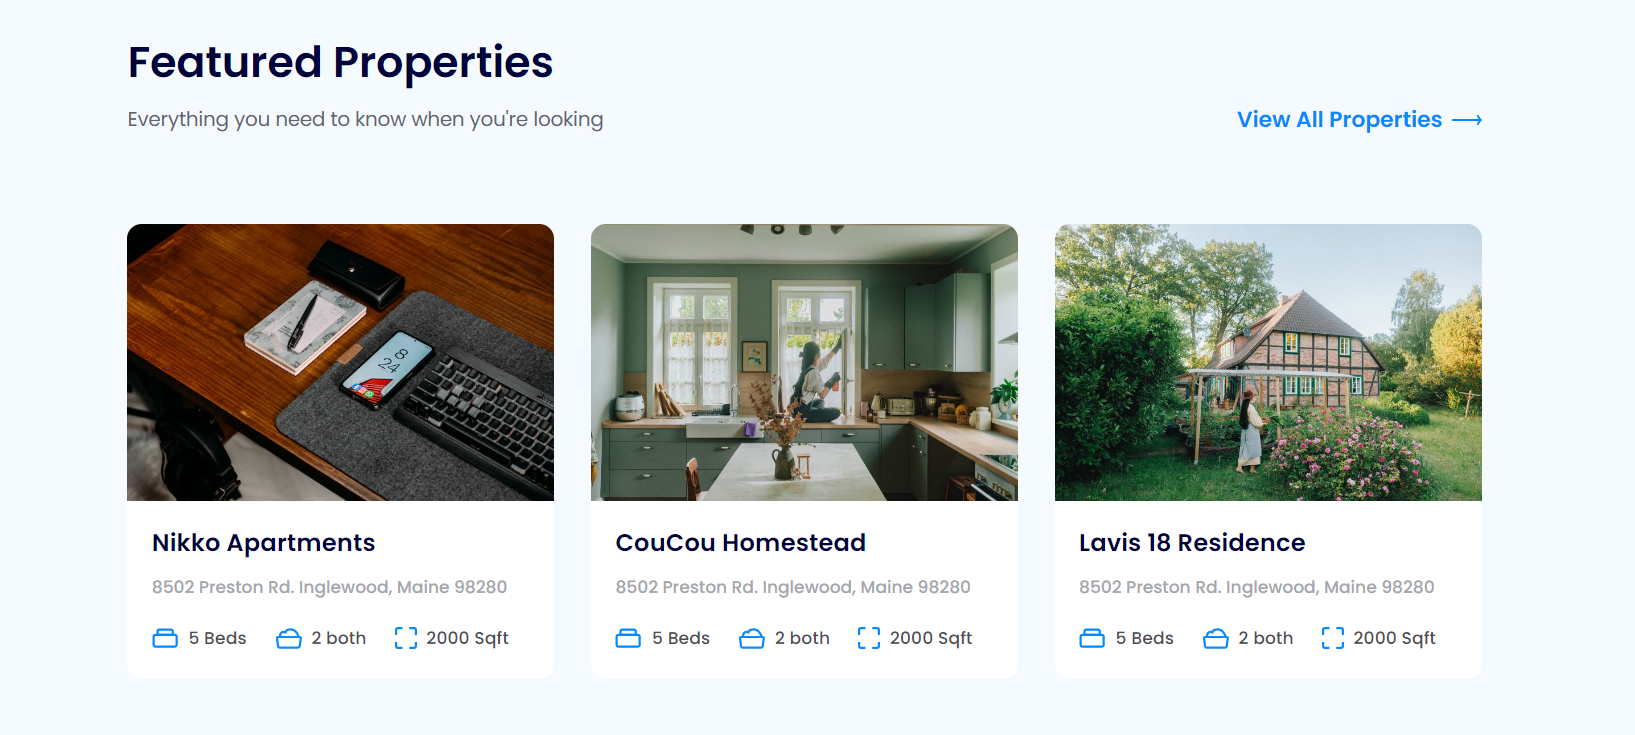 Featured Properties
Everything you need to know when you're looking
View All Properties
8
24
Nikko Apartments
8502 Preston Rd. Inglewood, Maine 98280
5 Beds
2 both
2000 Sqft
CouCou Homestead
8502 Preston Rd. Inglewood, Maine 98280
5 Beds
2 both
2000 Sqft
Lavis 18 Residence
8502 Preston Rd. Inglewood, Maine 98280
5 Beds
2 both
2000 Sqft